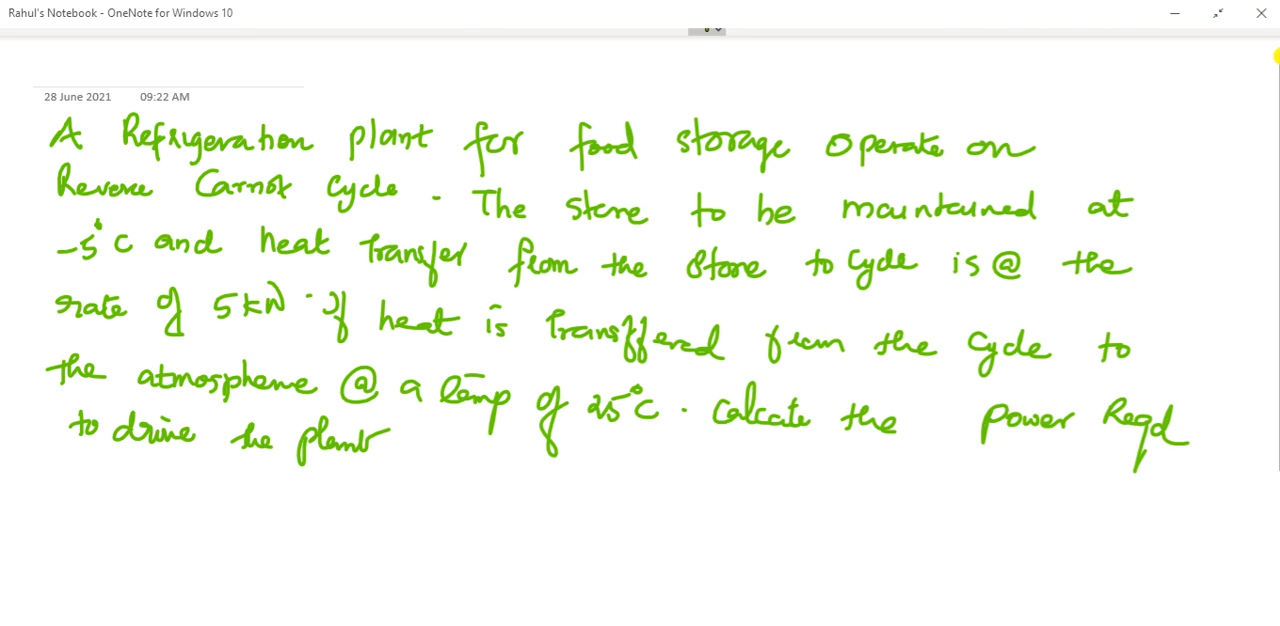 Rahul's Notebook - OneNote for Windows 10
28 June 2021 09:22 AM
A Refrigeration plant for food storage operate on
Reverse Carnot Cycle. The store to be maintained at
-5°C and heat transfer from the store to cycle is @ the
rate of 5 kW. If heat is transffered from the cycle to
the atmosphere @ a temp of 25°C. Calcate the power Reqd
to drive the plant